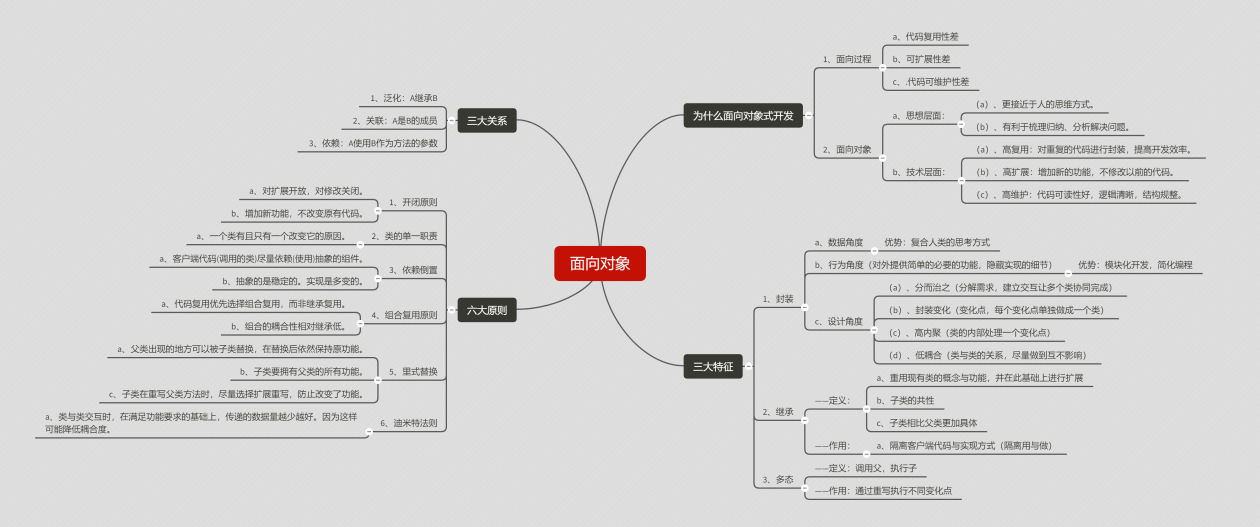 面向对象
为什么面向对象式开发
1、面向过程
a、代码复用性差
b、可扩展性差
c、.代码可维护性差
2、面向对象
a、思想层面：
（a）、更接近于人的思维方式。
（b）、有利于梳理归纳、分析解决问题。
b、技术层面：
（a）、高复用：对重复的代码进行封装，提高开发效率。
（b）、高扩展：增加新的功能，不修改以前的代码。
（c）、高维护：代码可读性好，逻辑清晰，结构规整。
三大特征
1、封装
a、数据角度
优势：复合人类的思考方式
b、行为角度（对外提供简单的必要的功能，隐藏实现的细节）
优势：模块化开发，简化编程
c、设计角度
（a）、分而治之（分解需求，建立交互让多个类协同完成）
（b）、封装变化（变化点，每个变化点单独做成一个类）
（c）、高内聚（类的内部处理一个变化点）
（d）、低耦合（类与类的关系，尽量做到互不影响）
2、继承
——定义：
a、重用现有类的概念与功能，并在此基础上进行扩展
b、子类的共性
c、子类相比父类更加具体
——作用：
a、隔离客户端代码与实现方式（隔离用与做）
3、多态
——定义：调用父，执行子
——作用：通过重写执行不同变化点
三大关系
1、泛化：A继承B
2、关联：A是B的成员
3、依赖：A使用B作为方法的参数
六大原则
1、开闭原则
a、对扩展开放，对修改关闭。
b、增加新功能，不改变原有代码。
2、类的单一职责
a、一个类有且只有一个改变它的原因。
3、依赖倒置
a、客户端代码(调用的类)尽量依赖(使用)抽象的组件。
b、抽象的是稳定的。实现是多变的。
4、组合复用原则
a、代码复用优先选择组合复用，而非继承复用。
b、组合的耦合性相对继承低。
5、里式替换
a、父类出现的地方可以被子类替换，在替换后依然保持原功能。
b、子类要拥有父类的所有功能。
c、子类在重写父类方法时，尽量选择扩展重写，防止改变了功能。
6、迪米特法则
a、类与类交互时，在满足功能要求的基础上，传递的数据量越少越好。因为这样
可能降低耦合度。